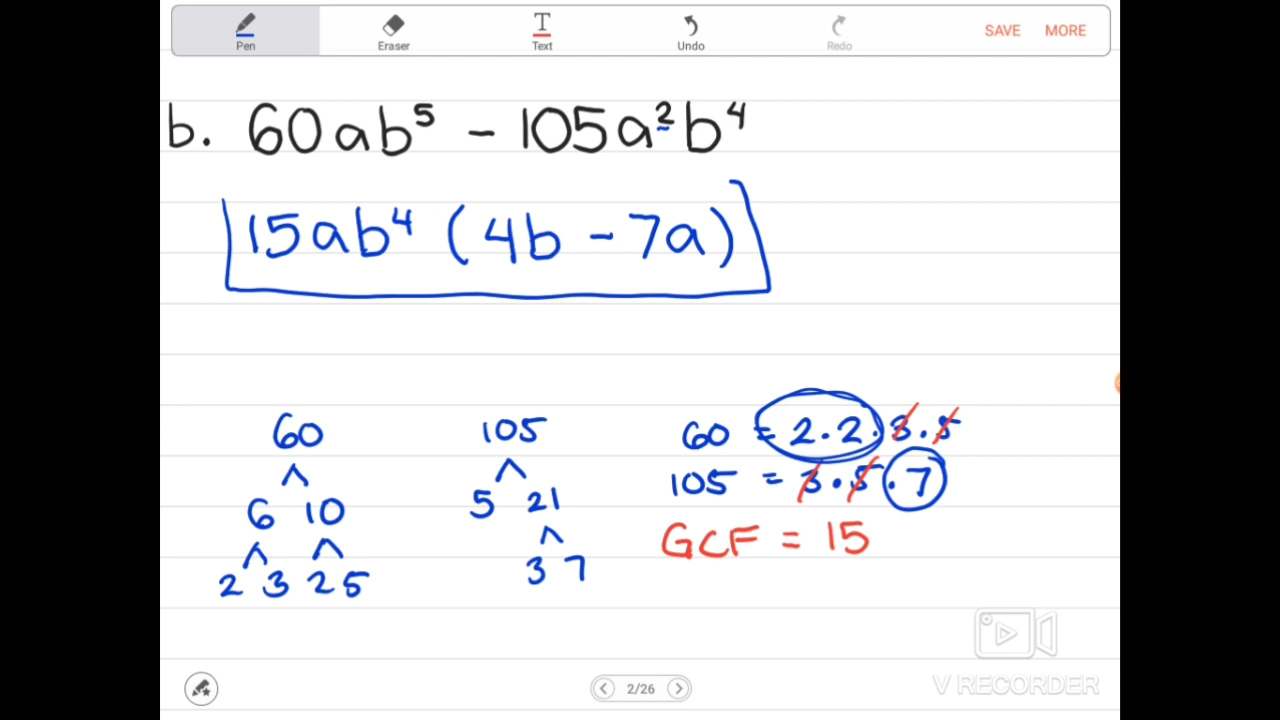 Pen Eraser Text Undo Redo SAVE MORE
b. 60ab⁵ - 105a²b⁴
15ab⁴ (4b - 7a)
60 105 60 = 2.2.3.5
6 10 5 21 105 = 3.5.7
2 3 2 5 3 7 GCF = 15
2/26
V RECORDER